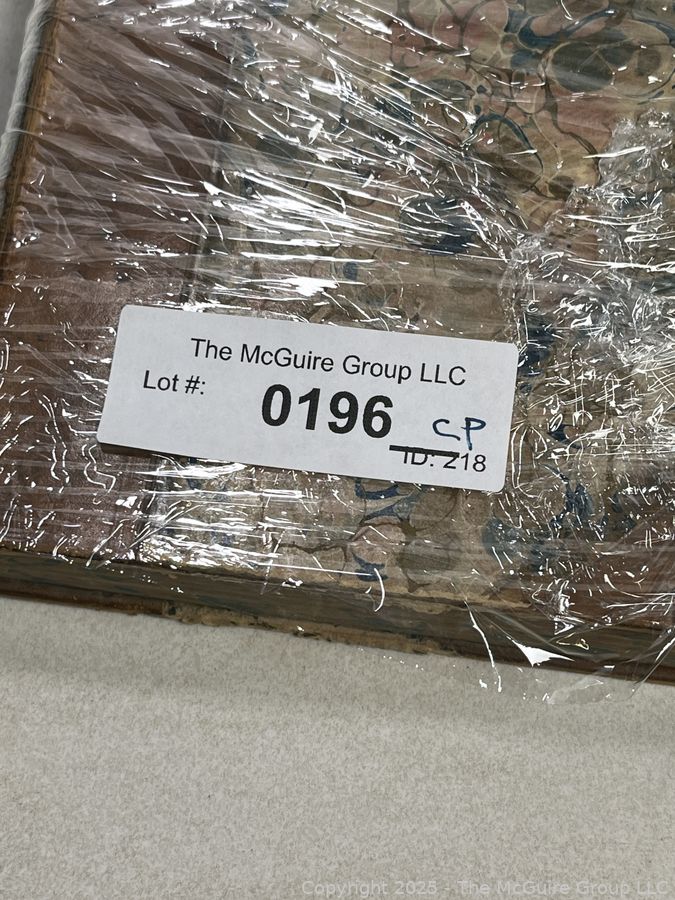 The McGuire Group LLC
Lot #:
0196
CP
ID: 218
Copyright 2025 - The McGuire Group LLC